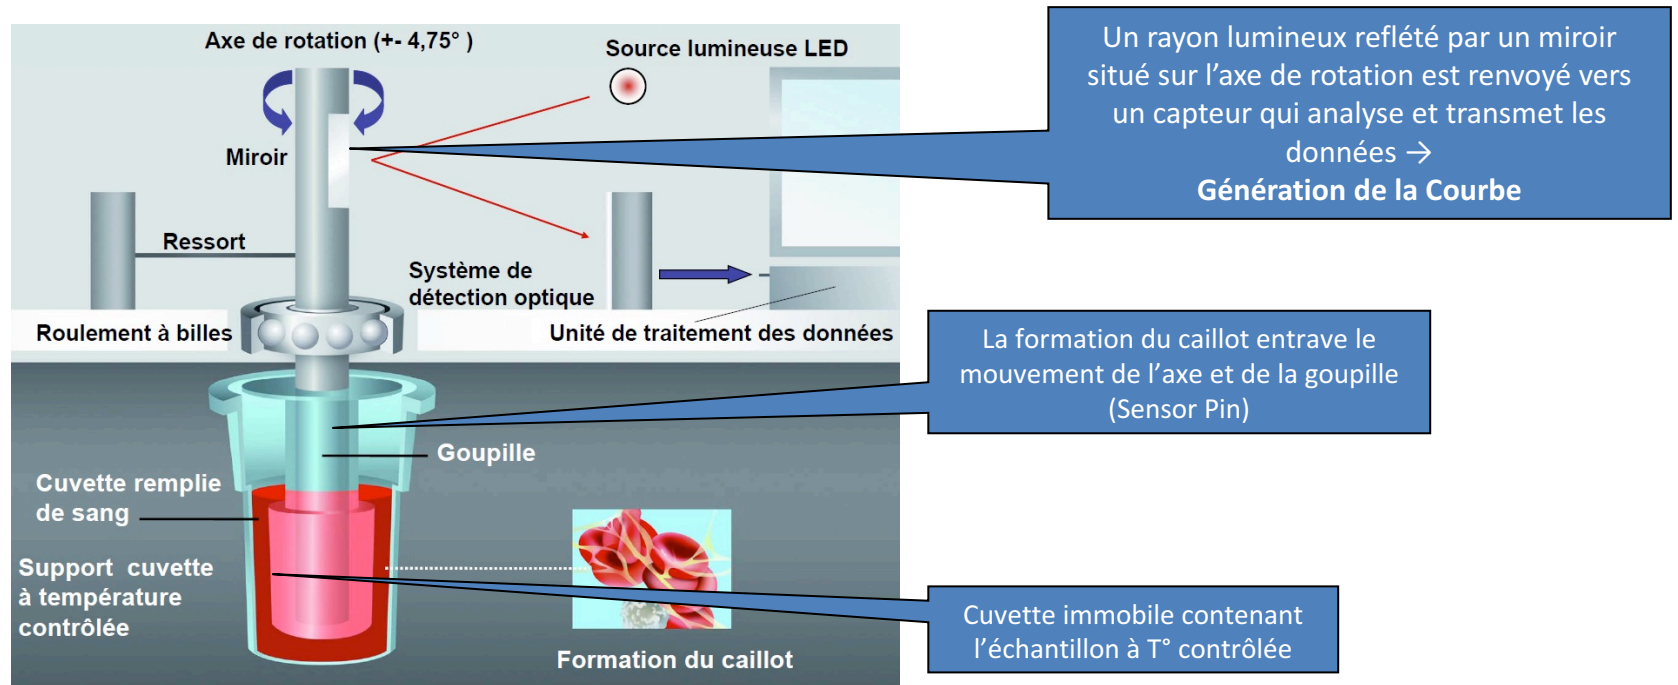 Axe de rotation (+- 4,75° )
Source lumineuse LED
Miroir
Ressort
Système de
détection optique
Roulement à billes
Unité de traitement des données
Goupille
Cuvette remplie
de sang
Support cuvette
à température
contrôlée
Formation du caillot
Un rayon lumineux reflété par un miroir
situé sur l’axe de rotation est renvoyé vers
un capteur qui analyse et transmet les
données →
Génération de la Courbe
La formation du caillot entrave le
mouvement de l’axe et de la goupille
(Sensor Pin)
Cuvette immobile contenant
l’échantillon à T° contrôlée